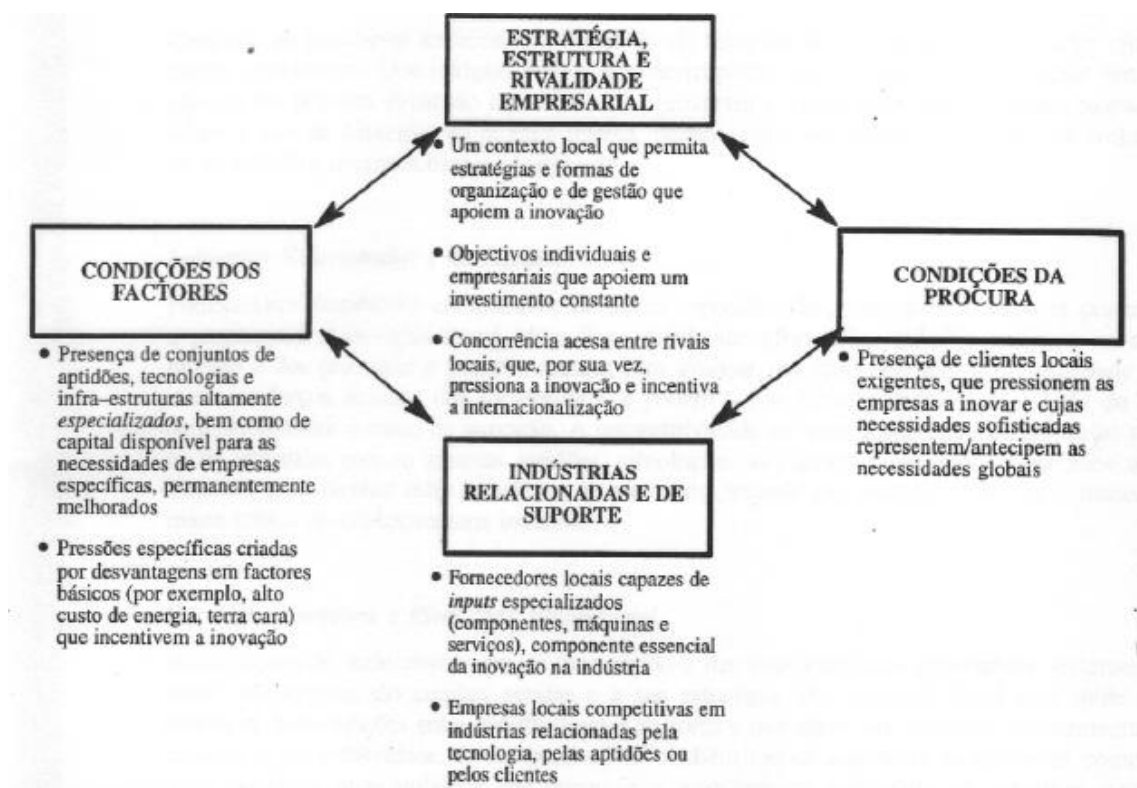 ESTRATÉGIA,
ESTRUTURA E
RIVALIDADE
EMPRESARIAL
• Um contexto local que permita
estratégias e formas de
organização e de gestão que
apoiem a inovação
• Objectivos individuais e
empresariais que apoiem um
investimento constante
• Concorrência acesa entre rivais
locais, que, por sua vez,
pressiona a inovação e incentiva
a internacionalização
CONDIÇÕES DOS
FACTORES
• Presença de conjuntos de
aptidões, tecnologias e
infra-estruturas altamente
especializados, bem como de
capital disponível para as
necessidades de empresas
específicas, permanentemente
melhorados
• Pressões específicas criadas
por desvantagens em factores
básicos (por exemplo, alto
custo de energia, terra cara)
que incentivem a inovação
CONDIÇÕES DA
PROCURA
• Presença de clientes locais
exigentes, que pressionem as
empresas a inovar e cujas
necessidades sofisticadas
representem/antecipem as
necessidades globais
INDÚSTRIAS
RELACIONADAS E DE
SUPORTE
• Fornecedores locais capazes de
inputs especializados
(componentes, máquinas e
serviços), componente essencial
da inovação na indústria
• Empresas locais competitivas em
indústrias relacionadas pela
tecnologia, pelas aptidões ou
pelos clientes